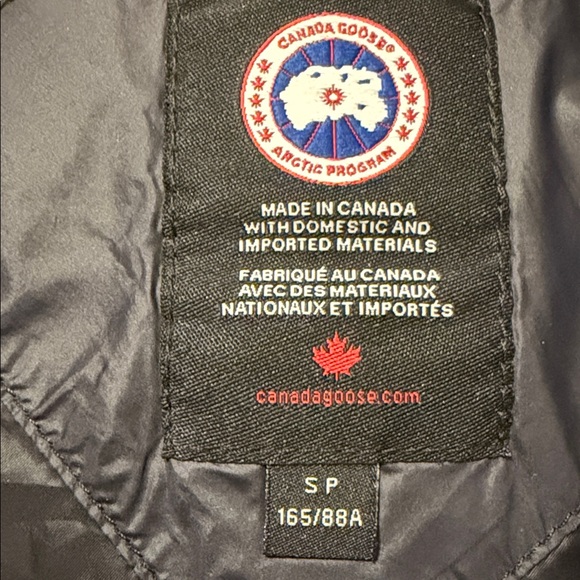 CANADA GOOSE®
ARCTIC PROGRAM
MADE IN CANADA
WITH DOMESTIC AND
IMPORTED MATERIALS
FABRIQUÉ AU CANADA
AVEC DES MATERIAUX
NATIONAUX ET IMPORTÉS
canadagoose.com
S P
165/88A